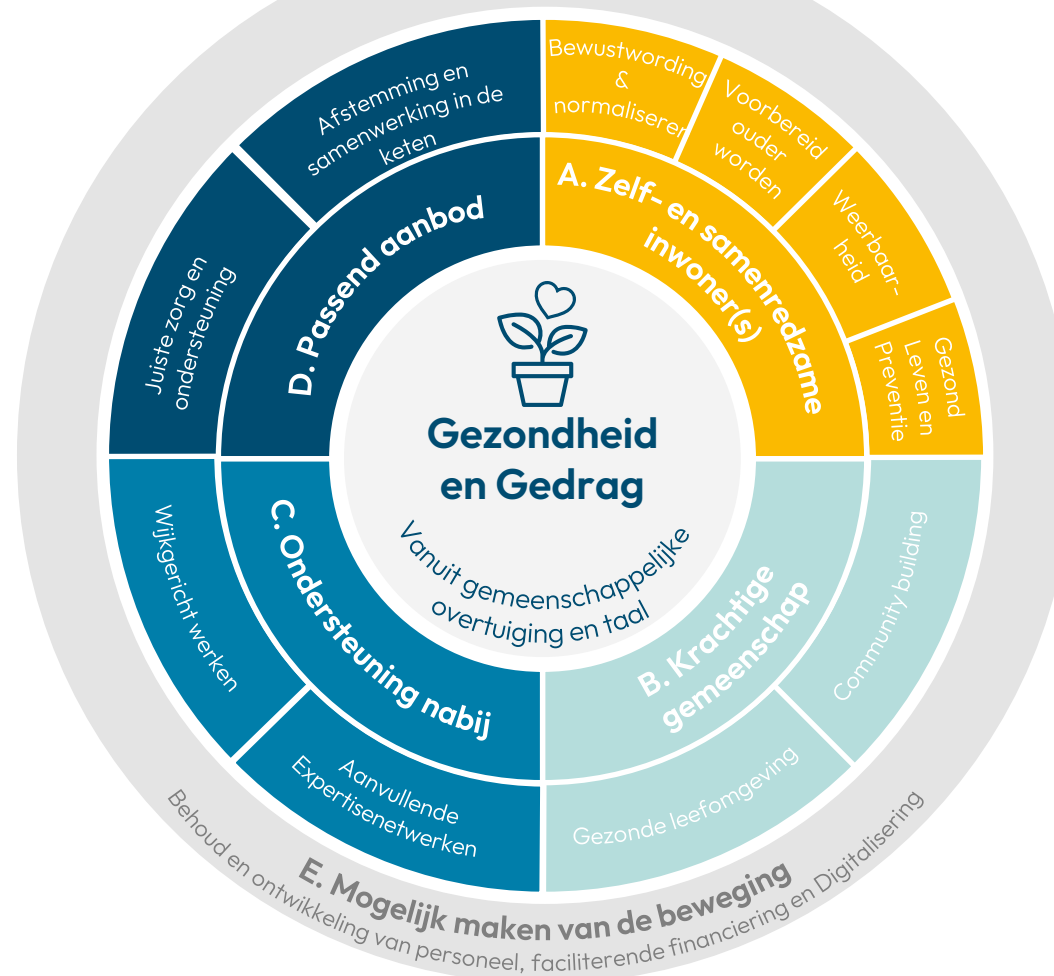 Bewustwording
&
normaliseren
Voorbereid
ouder
worden
Weerbaar-
heid
Gezond
Leven en
Preventie
A. Zelf- en samenredzame
inwoner(s)
Community building
Gezonde leefomgeving
B. Krachtige
gemeenschap
Aanvullende
Expertisenetwerken
Wijkgericht werken
C. Ondersteuning nabij
Juiste zorg en
ondersteuning
Afstemming en
samenwerking in de
keten
D. Passend aanbod
Gezondheid
en Gedrag
Vanuit gemeenschappelijke
overtuiging en taal
E. Mogelijk maken van de beweging
Behoud en ontwikkeling van personeel, faciliterende financiering en Digitalisering